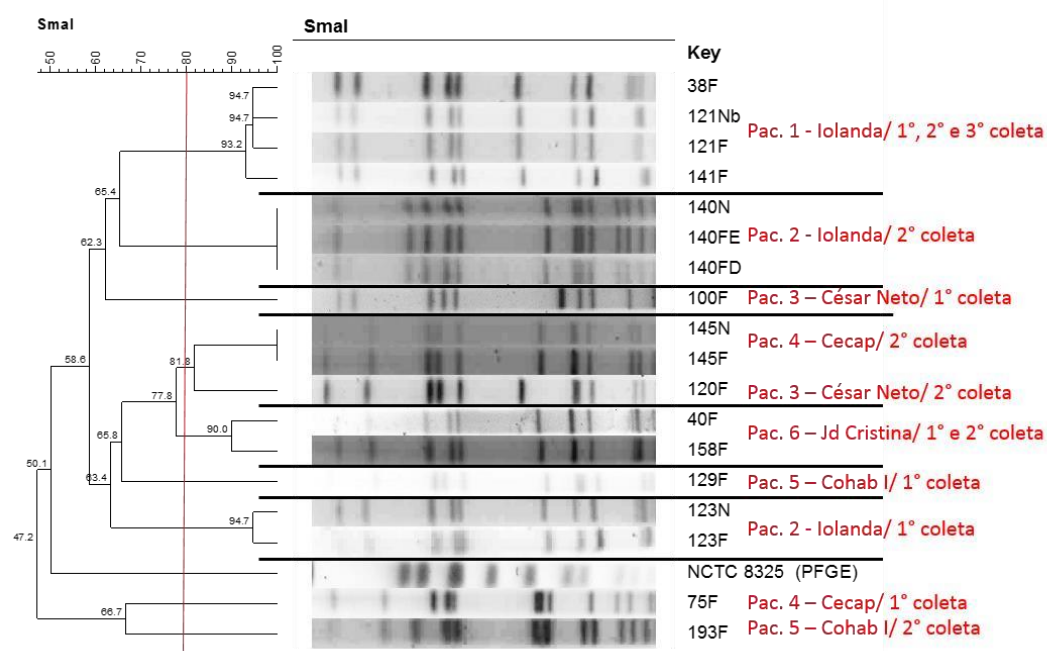 SmaI
SmaI
50 60 70 80 90 100
Key
38F
94.7
121Nb
94.7
Pac. 1 - Iolanda/ 1°, 2° e 3° coleta
121F
93.2
141F
65.4
140N
62.3
140FE Pac. 2 - Iolanda/ 2° coleta
140FD
100F Pac. 3 – César Neto/ 1° coleta
145N
Pac. 4 – Cecap/ 2° coleta
58.6
81.8
145F
120F Pac. 3 – César Neto/ 2° coleta
77.8
40F
90.0
Pac. 6 - Jd Cristina/ 1° e 2° coleta
65.8
158F
50.1
63.4
129F Pac. 5 – Cohab I/ 1° coleta
123N
94.7
Pac. 2 - Iolanda/ 1° coleta
123F
47.2
NCTC 8325 (PFGE)
75F Pac. 4 – Cecap/ 1° coleta
66.7
193F Pac. 5 – Cohab I/ 2° coleta